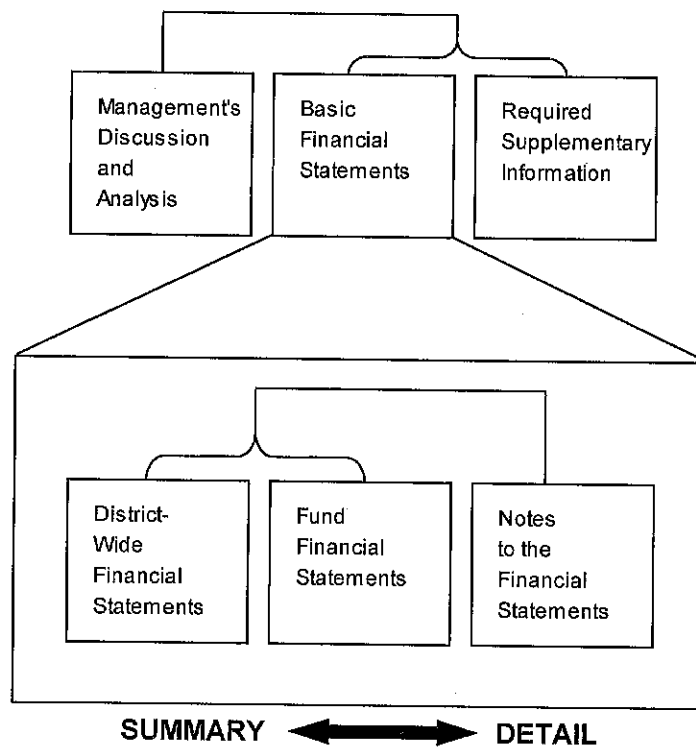 Management's
Discussion
and
Analysis
Basic
Financial
Statements
Required
Supplementary
Information
District-
Wide
Financial
Statements
Fund
Financial
Statements
Notes
to the
Financial
Statements
SUMMARY DETAIL